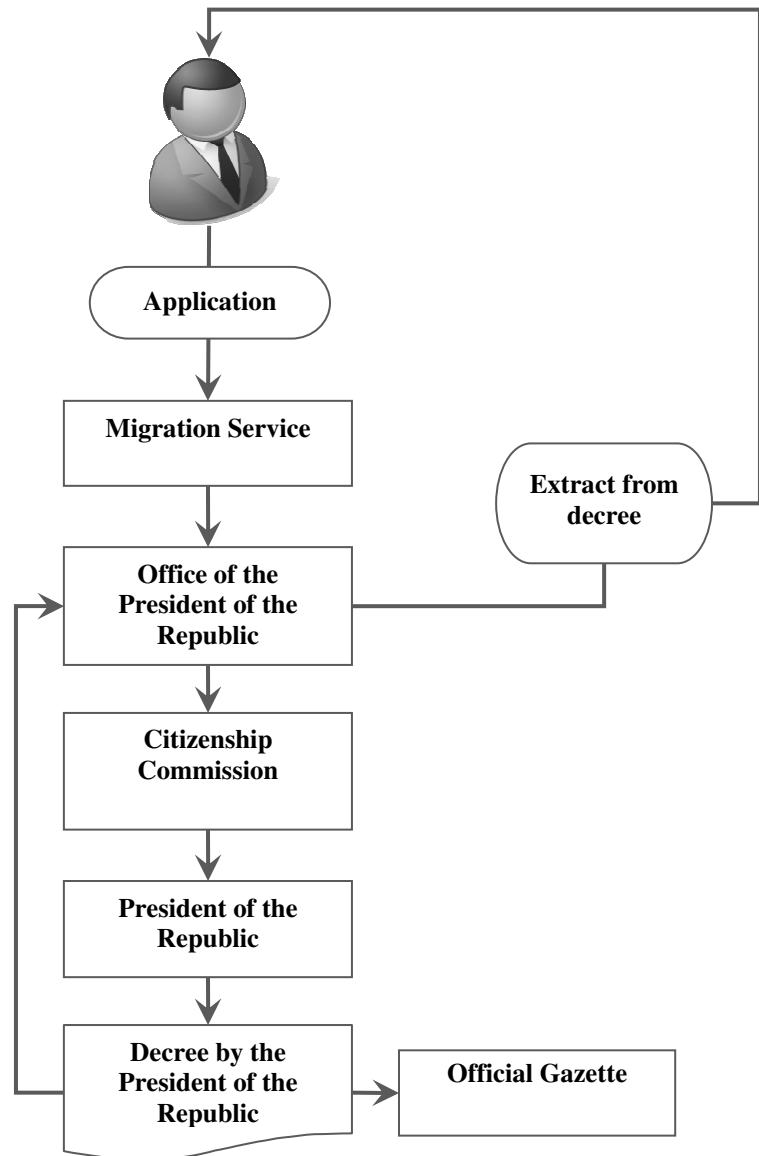 Application
Migration Service
Extract from
decree
Office of the
President of the
Republic
Citizenship
Commission
President of the
Republic
Decree by the
President of the
Republic
Official Gazette